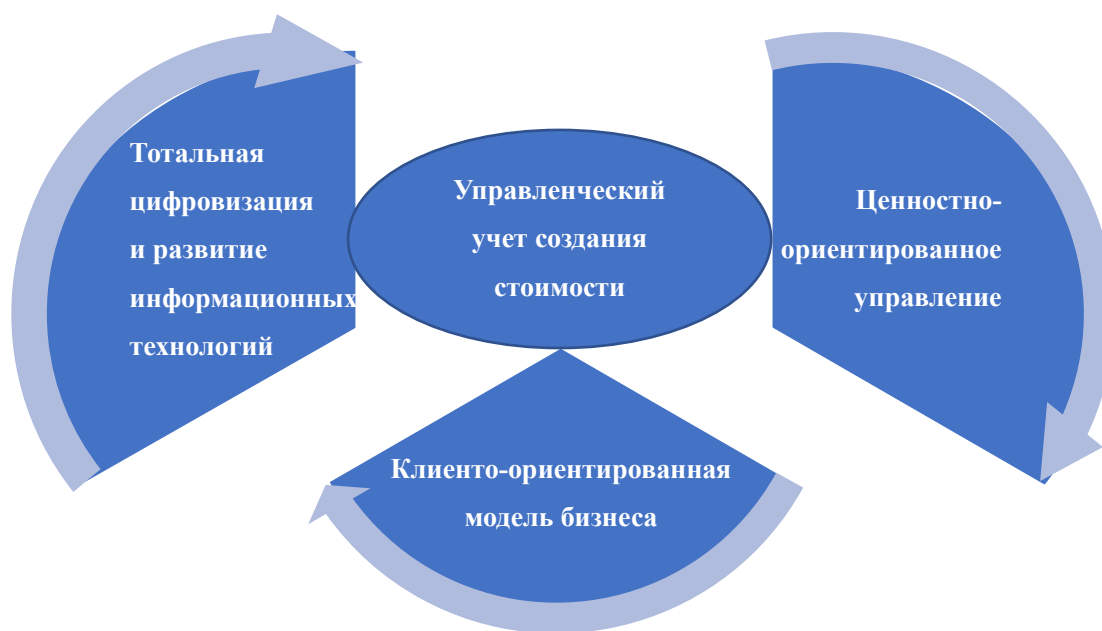 Тотальная
цифровизация
и развитие
информационных
технологий
Управленческий
учет создания
стоимости
Ценностно-
ориентированное
управление
Клиенто-ориентированная
модель бизнеса